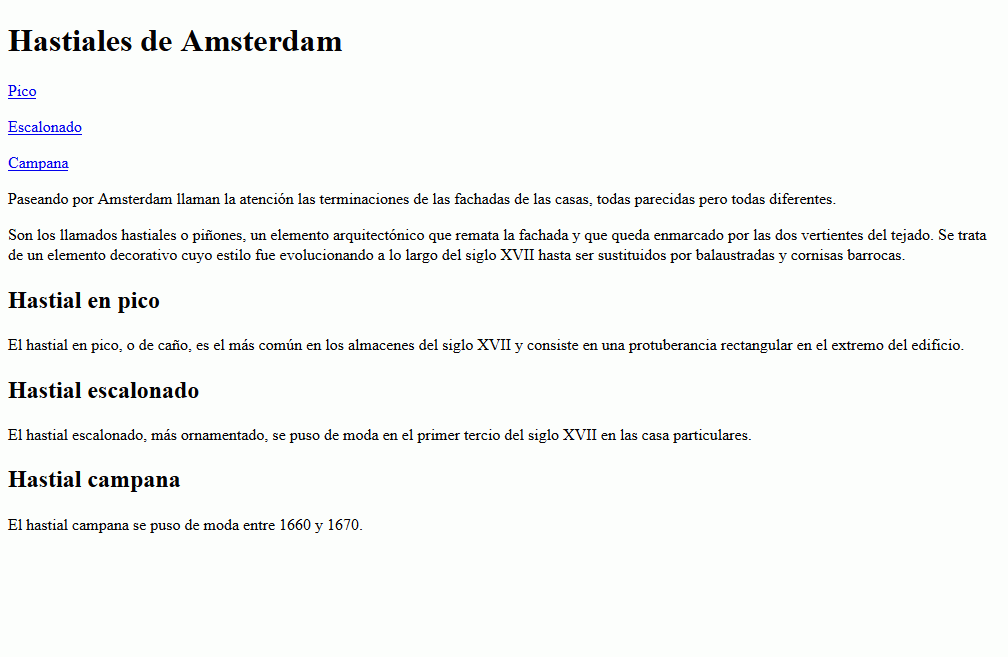 Hastiales de Amsterdam
Pico
Escalonado
Campana
Paseando por Amsterdam llaman la atención las terminaciones de las fachadas de las casas, todas parecidas pero todas diferentes.
Son los llamados hastiales o piñones, un elemento arquitectónico que remata la fachada y que queda enmarcado por las dos vertientes del tejado. Se trata
de un elemento decorativo cuyo estilo fue evolucionando a lo largo del siglo XVII hasta ser sustituidos por balaustradas y cornisas barrocas.
Hastial en pico
El hastial en pico, o de caño, es el más común en los almacenes del siglo XVII y consiste en una protuberancia rectangular en el extremo del edificio.
Hastial escalonado
El hastial escalonado, más ornamentado, se puso de moda en el primer tercio del siglo XVII en las casa particulares.
Hastial campana
El hastial campana se puso de moda entre 1660 y 1670.